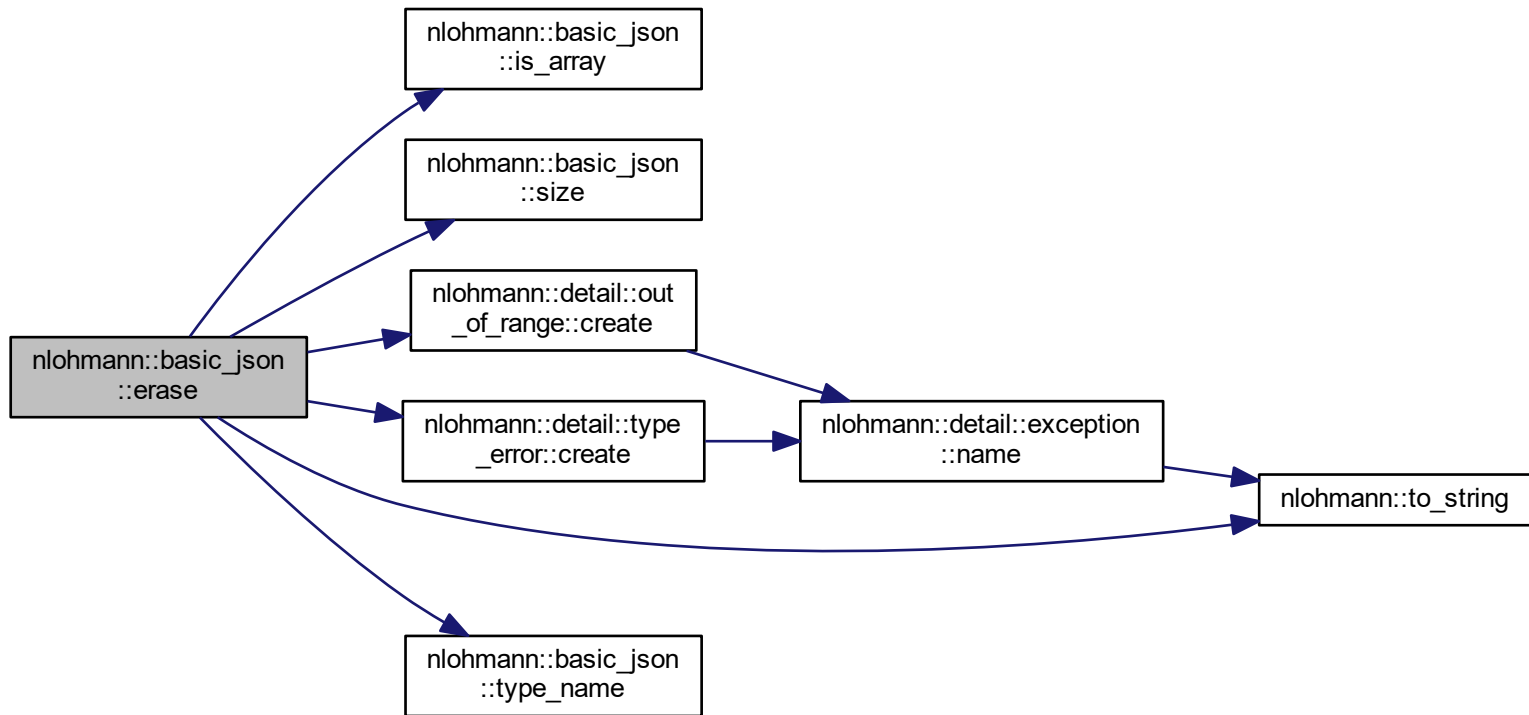 nlohmann::basic_json
::is_array
nlohmann::basic_json
::size
nlohmann::detail::out
_of_range::create
nlohmann::basic_json
::erase
nlohmann::detail::type
_error::create
nlohmann::detail::exception
::name
nlohmann::to_string
nlohmann::basic_json
::type_name